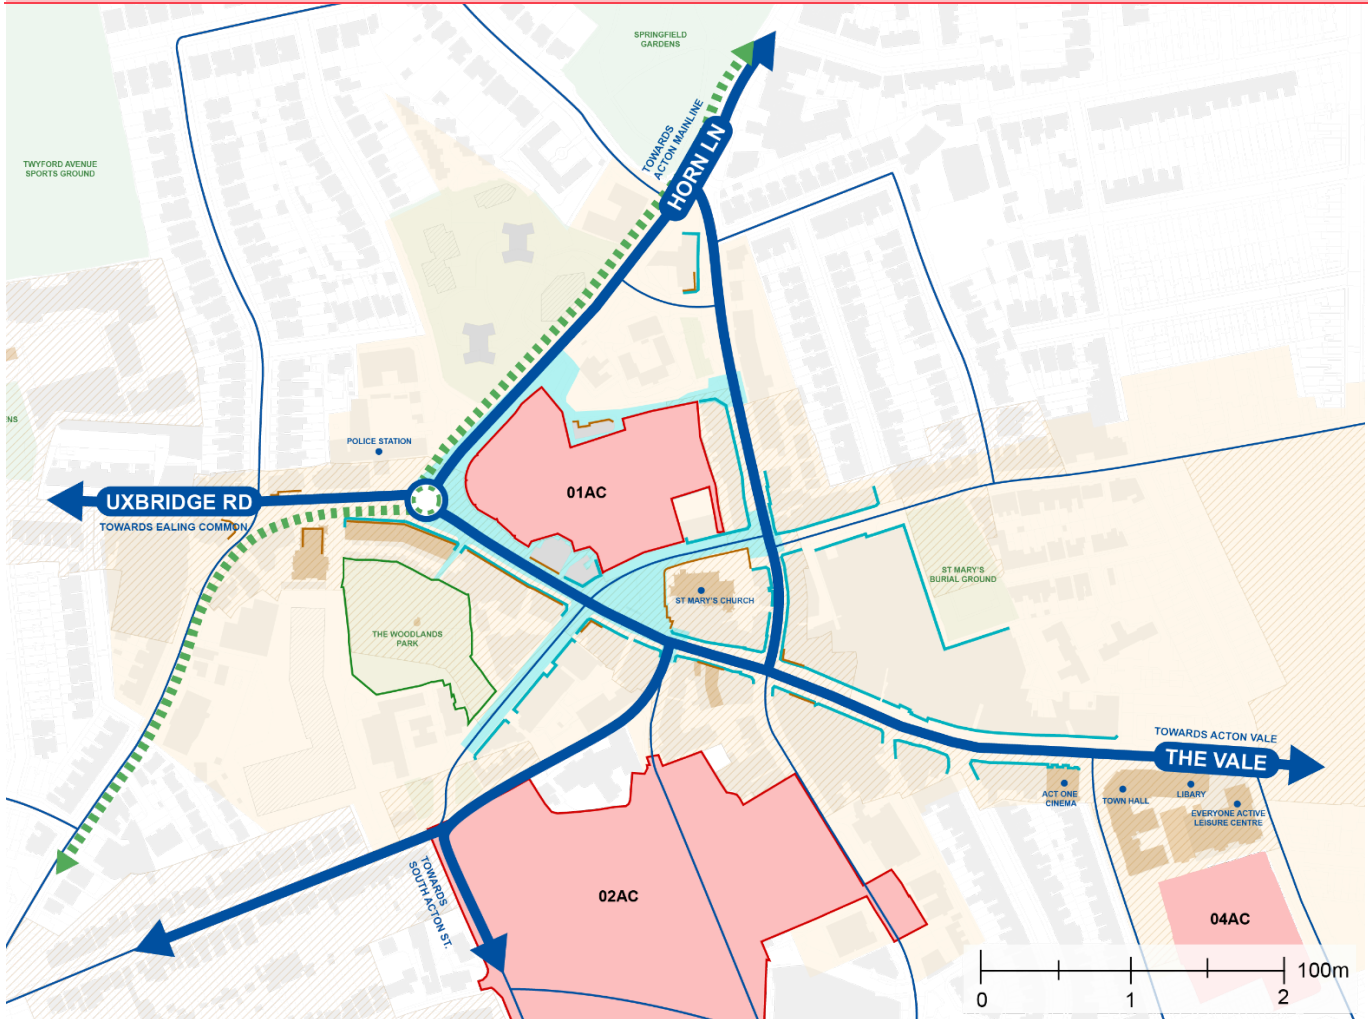 SPRINGFIELD
GARDENS
TOWARDS
ACTON MAINLINE
HORN LN
TWYFORD AVENUE
SPORTS GROUND
NS
POLICE STATION
UXBRIDGE RD
TOWARDS EALING COMMON
01AC
ST MARY'S
BURIAL GROUND
ST MARY'S CHURCH
THE WOODLANDS
PARK
TOWARDS ACTON VALE
THE VALE
ACT ONE
CINEMA
TOWN HALL
LIBARY
EVERYONE ACTIVE
LEISURE CENTRE
TOWARDS
SOUTH ACTON ST.
02AC
04AC
100m
0
1
2